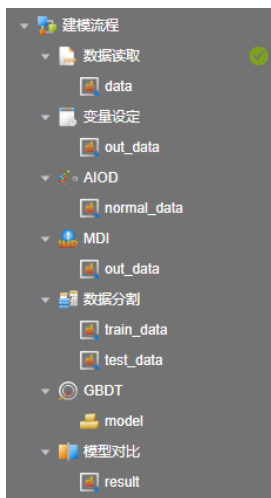 建模流程
数据读取
data
变量设定
out_data
AIOD
normal_data
MDI
out_data
数据分割
train_data
test_data
GBDT
model
模型对比
result